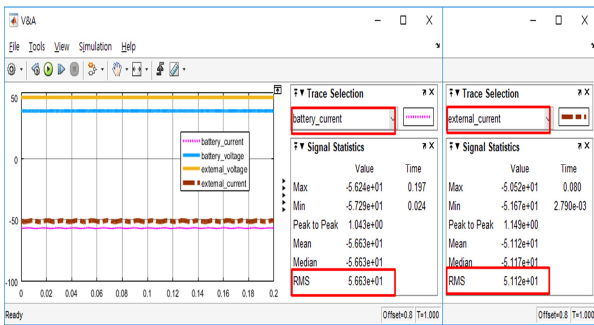 V&A
File Tools View Simulation Help
50
0
-50
-100
0 0.02 0.04 0.06 0.08 0.1 0.12 0.14 0.16 0.18 0.2
battery_current
battery_voltage
external_voltage
external_current
Ready
Trace Selection
battery_current
Signal Statistics
Value Time
Max -5.624e+01 0.197
Min -5.729e+01 0.024
Peak to Peak 1.043e+00
Mean -5.663e+01
Median -5.663e+01
RMS 5.663e+01
Offset=0.8 T=1.000
Trace Selection
external_current
Signal Statistics
Value Time
Max -5.052e+01 0.080
Min -5.167e+01 2.790e-03
Peak to Peak 1.149e+00
Mean -5.112e+01
Median -5.117e+01
RMS 5.112e+01
Offset=0.8 T=1.000